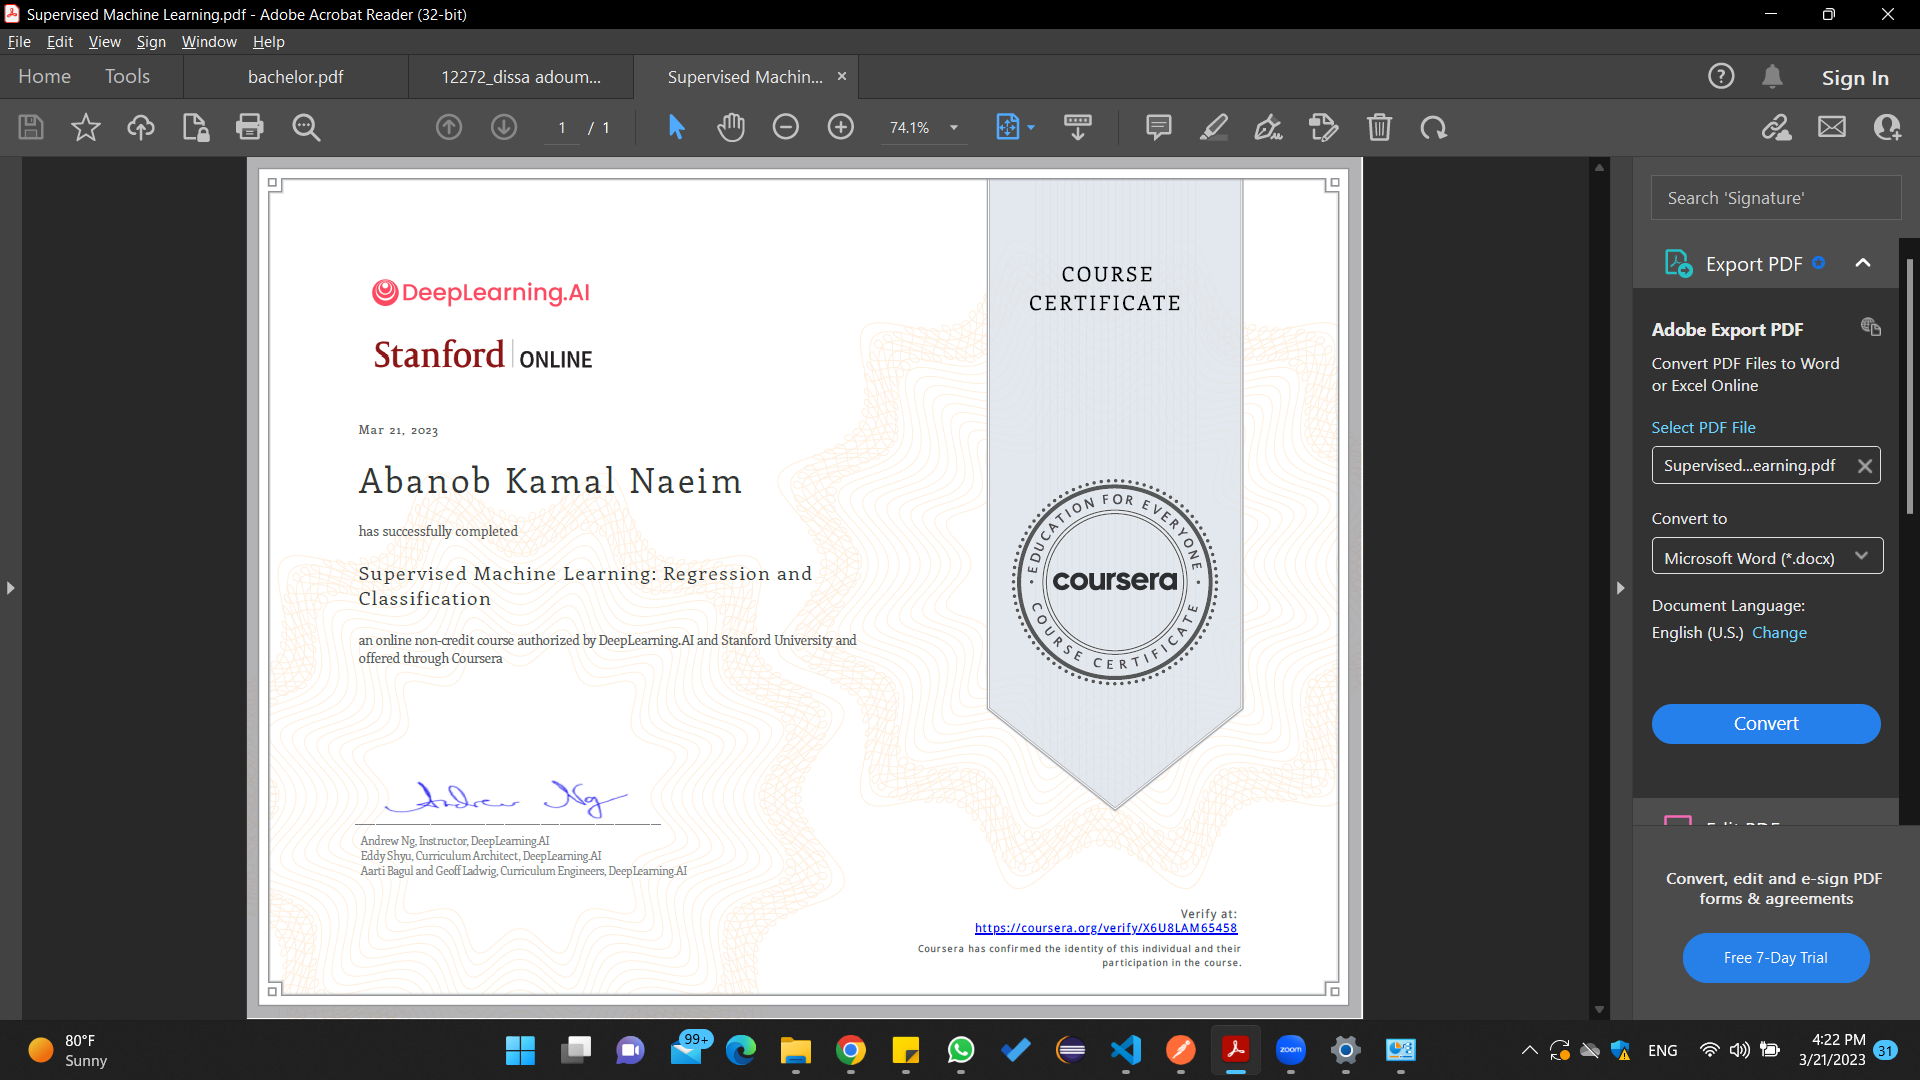 Supervised Machine Learning.pdf - Adobe Acrobat Reader (32-bit)
File Edit View Sign Window Help
Home Tools bachelor.pdf 12272_dissa adoum... Supervised Machin... × Sign In
1 / 1 74.1%
DeepLearning.AI
Stanford ONLINE
Mar 21, 2023
Abanob Kamal Naeim
has successfully completed
Supervised Machine Learning: Regression and
Classification
an online non-credit course authorized by DeepLearning.AI and Stanford University and
offered through Coursera
Andrew Ng
Andrew Ng, Instructor, DeepLearning.AI
Eddy Shyu, Curriculum Architect, DeepLearning.AI
Aarti Bagul and Geoff Ladwig, Curriculum Engineers, DeepLearning.AI
COURSE
CERTIFICATE
EDUCATION FOR EVERYONE
coursera
COURSE CERTIFICATE
Verify at:
https://coursera.org/verify/X6U8LAM65458
Coursera has confirmed the identity of this individual and their
participation in the course.
Search 'Signature'
Export PDF
Adobe Export PDF
Convert PDF Files to Word
or Excel Online
Select PDF File
Supervised...earning.pdf
Convert to
Microsoft Word (*.docx)
Document Language:
English (U.S.) Change
Convert
Edit PDF
Convert, edit and e-sign PDF
forms & agreements
Free 7-Day Trial
80°F
Sunny
99+
zoom
ENG
4:22 PM
3/21/2023
31